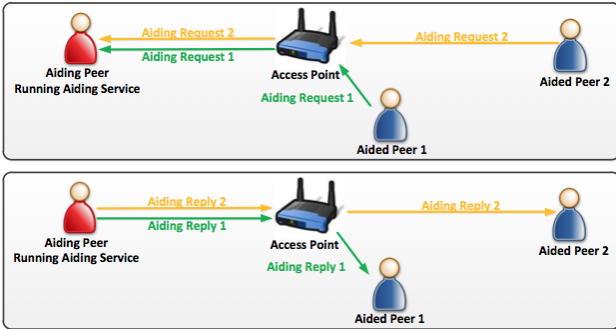 Aiding Request 2
Aiding Request 2
Aiding Request 1
Aiding Peer
Running Aiding Service
Access Point
Aiding Request 1
Aided Peer 2
Aided Peer 1
Aiding Reply 2
Aiding Reply 2
Aiding Reply 1
Aiding Peer
Running Aiding Service
Access Point
Aiding Reply 1
Aided Peer 2
Aided Peer 1